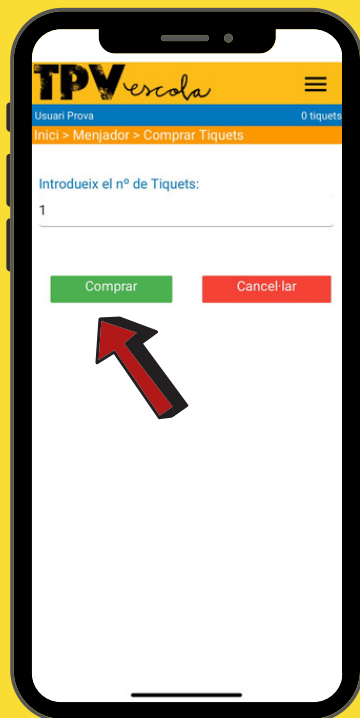 TPV escola
Usuari Prova 0 tiquets
Inici > Menjador > Comprar Tiquets
Introdueix el nº de Tiquets:
1
Comprar Cancel·lar